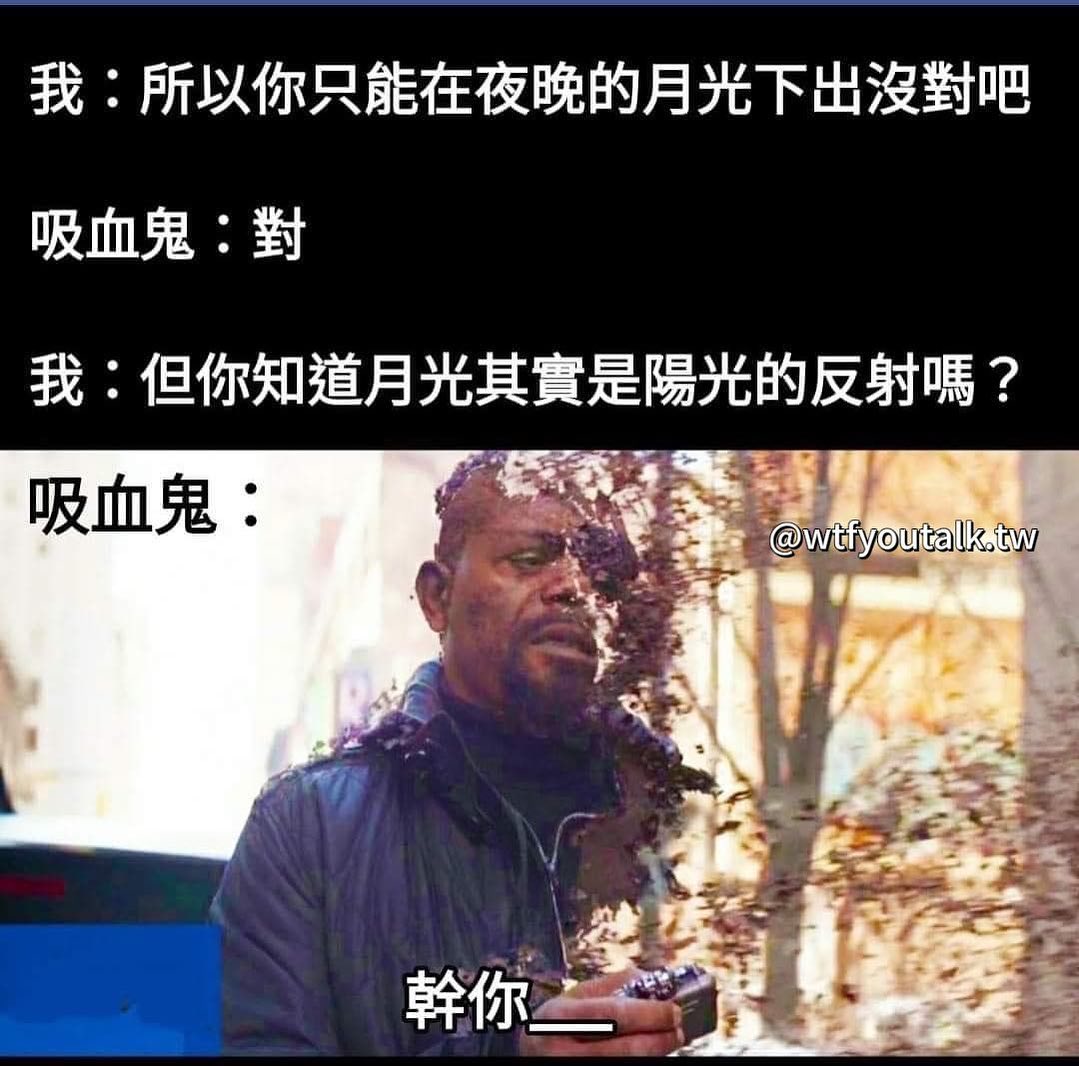 我：所以你只能在夜晚的月光下出沒對吧
吸血鬼：對
我：但你知道月光其實是陽光的反射嗎？
吸血鬼：
@wtfyoutalk.tw
幹你__